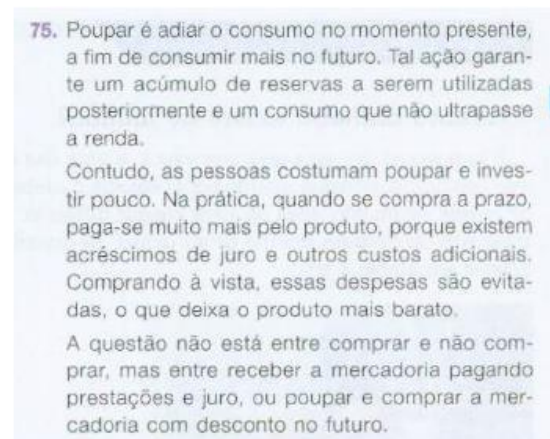 75. Poupar é adiar o consumo no momento presente,
a fim de consumir mais no futuro. Tal ação garan-
te um acúmulo de reservas a serem utilizadas
posteriormente e um consumo que não ultrapasse
a renda.
Contudo, as pessoas costumam poupar e inves-
tir pouco. Na prática, quando se compra a prazo,
paga-se muito mais pelo produto, porque existem
acréscimos de juro e outros custos adicionais.
Comprando à vista, essas despesas são evita-
das, o que deixa o produto mais barato.
A questão não está entre comprar e não com-
prar, mas entre receber a mercadoria pagando
prestações e juro, ou poupar e comprar a mer-
cadoria com desconto no futuro.